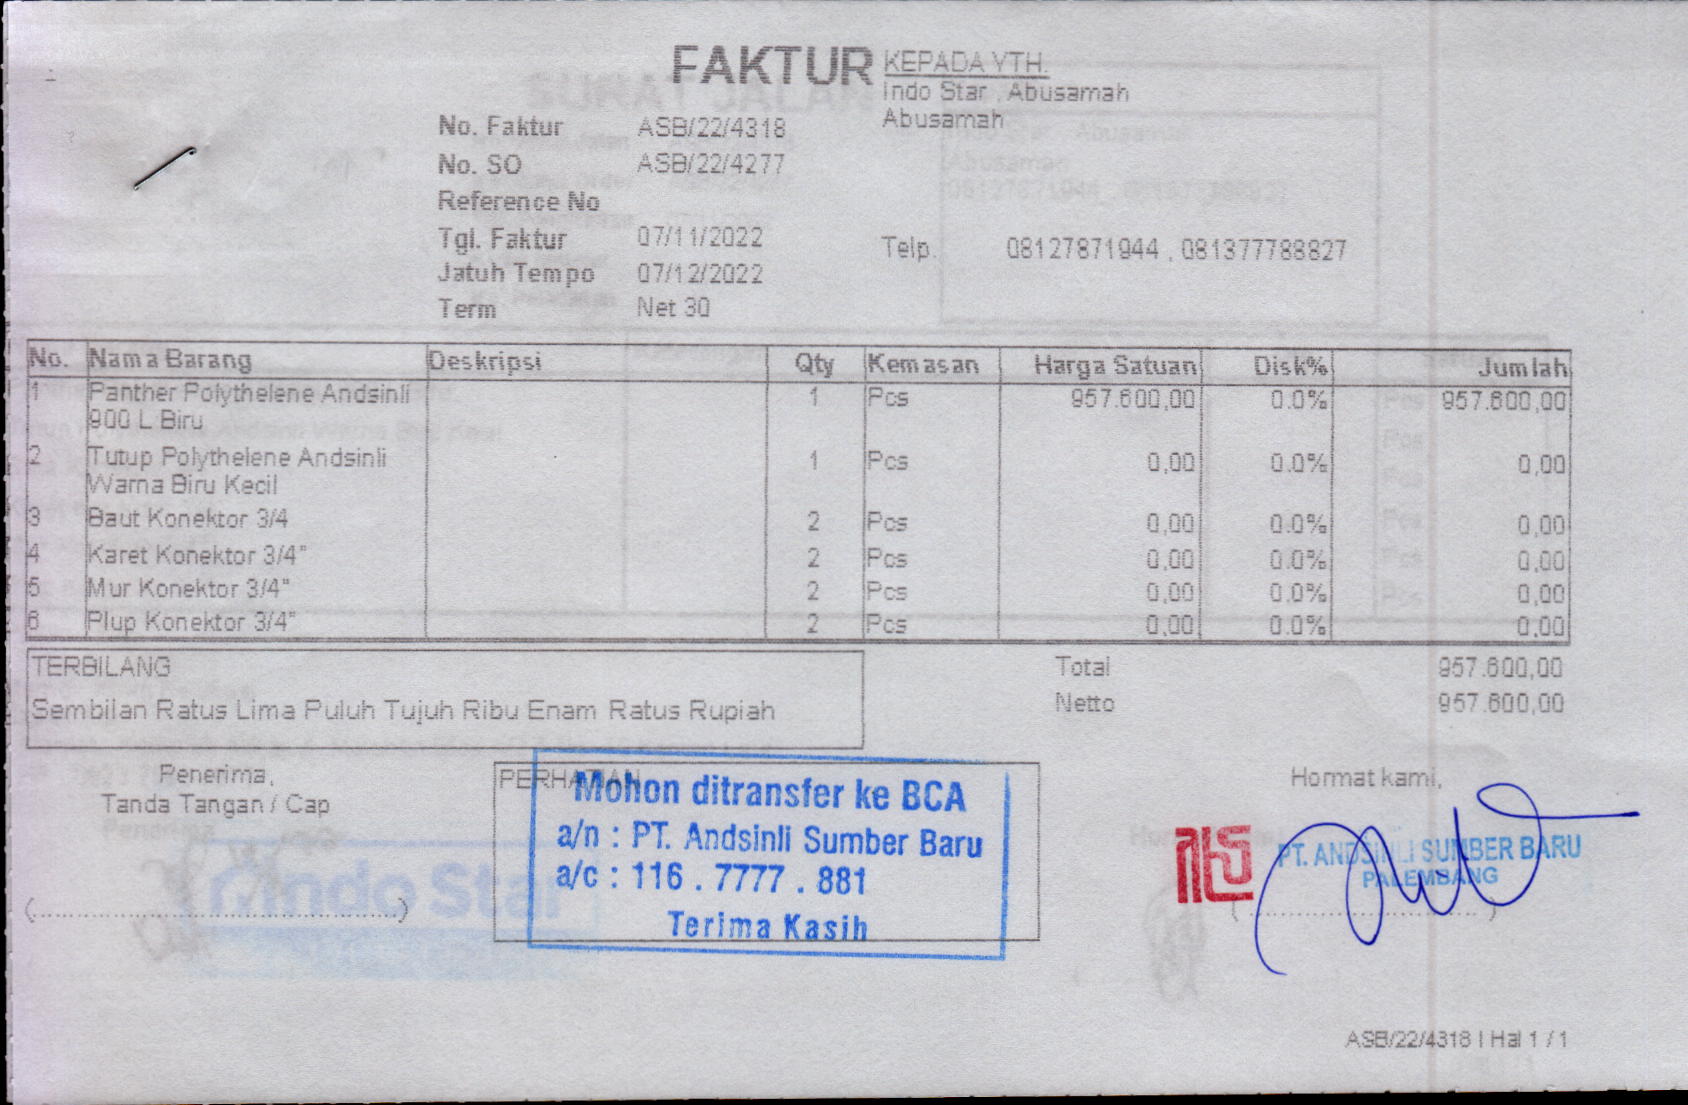 FAKTUR
KEPADA YTH.
Indo Star , Abusamah
Abusamah
No. Faktur ASB/22/4318
No. SO ASB/22/4277
Reference No
Tgl. Faktur 07/11/2022
Jatuh Tempo 07/12/2022
Term Net 30
Telp. 08127871944 , 081377788827
No. Nama Barang Deskripsi Qty Kemasan Harga Satuan Disk% Jumlah
1 Panther Polythelene Andsinli 1 Pcs 957.600,00 0.0% 957.600,00
900 L Biru
2 Tutup Polythelene Andsinli 1 Pcs 0,00 0.0% 0,00
Warna Biru Kecil
3 Baut Konektor 3/4 2 Pcs 0,00 0.0% 0,00
4 Karet Konektor 3/4" 2 Pcs 0,00 0.0% 0,00
5 Mur Konektor 3/4" 2 Pcs 0,00 0.0% 0,00
6 Plup Konektor 3/4" 2 Pcs 0,00 0.0% 0,00
TERBILANG
Sembilan Ratus Lima Puluh Tujuh Ribu Enam Ratus Rupiah
Total 957.600,00
Netto 957.600,00
Penerima,
Tanda Tangan / Cap
PERHATIAN
Mohon ditransfer ke BCA
a/n : PT. Andsinli Sumber Baru
a/c : 116 . 7777 . 881
Terima Kasih
Hormat kami,
PT. ANDSINLI SUMBER BARU
PALEMBANG
Indo Star
SURAT JALAN
ASB/22/4318 | Hal 1 / 1